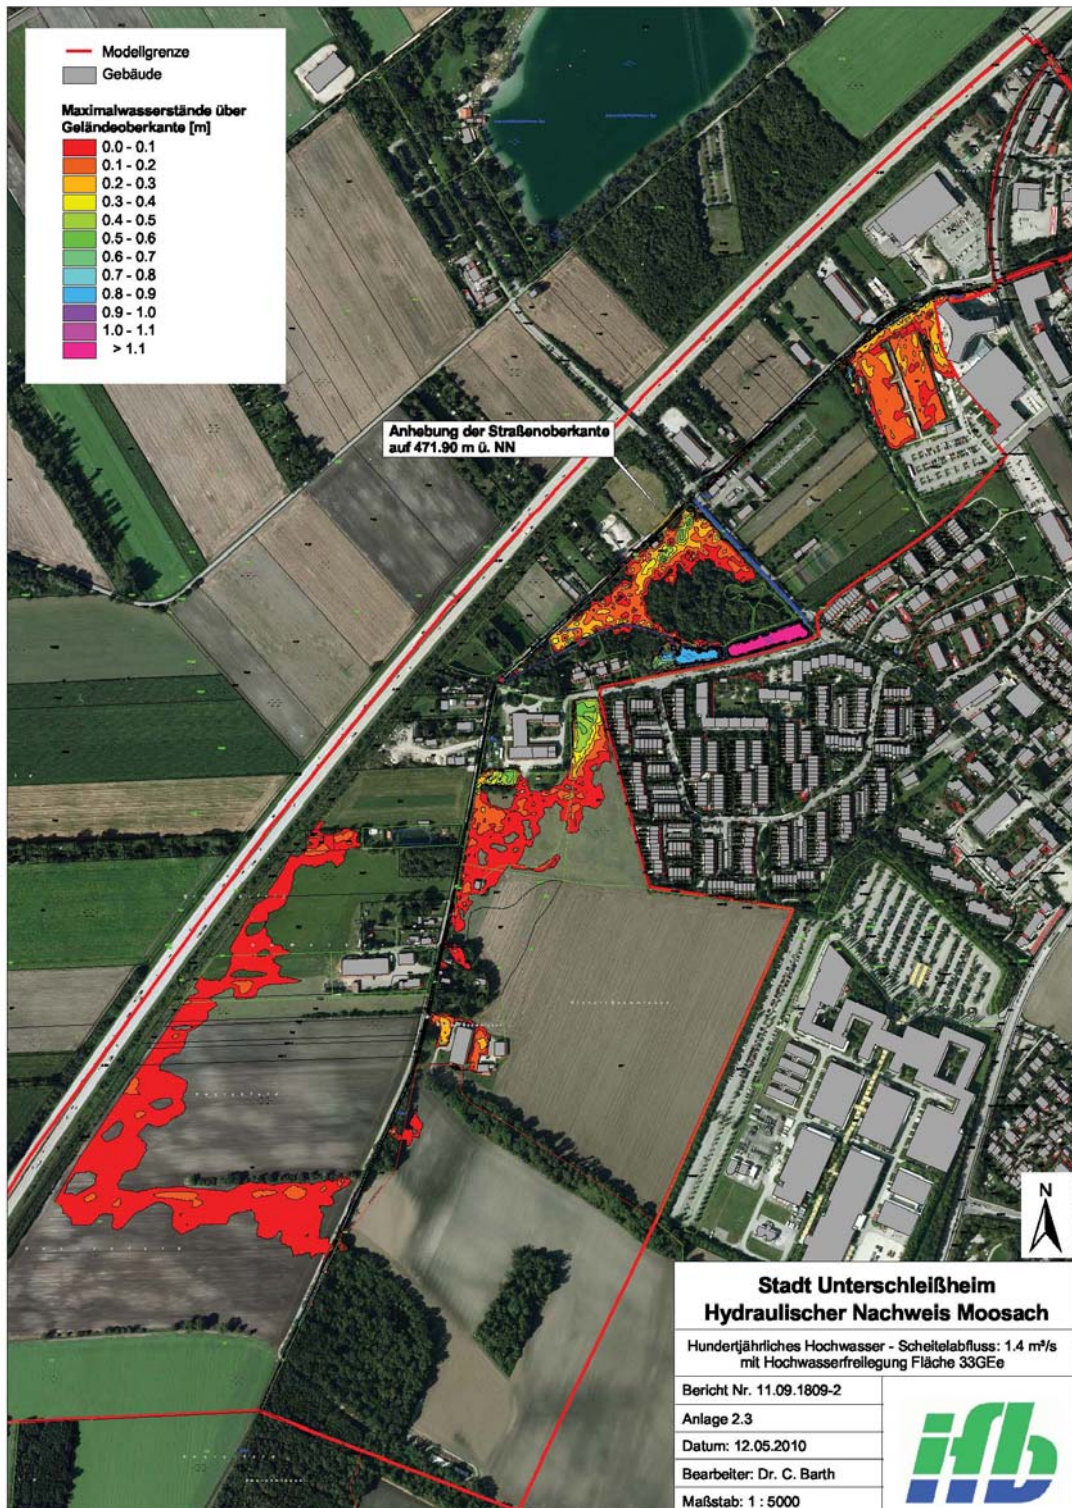 Modellgrenze
Gebäude
Maximalwasserstände über
Geländeoberkante [m]
0.0 - 0.1
0.1 - 0.2
0.2 - 0.3
0.3 - 0.4
0.4 - 0.5
0.5 - 0.6
0.6 - 0.7
0.7 - 0.8
0.8 - 0.9
0.9 - 1.0
1.0 - 1.1
> 1.1
Anhebung der Straßenoberkante
auf 471.90 m ü. NN
N
Stadt Unterschleißheim
Hydraulischer Nachweis Moosach
Hundertjährliches Hochwasser - Scheitelabfluss: 1.4 m³/s
mit Hochwasserfreilegung Fläche 33GEe
Bericht Nr. 11.09.1809-2
Anlage 2.3
Datum: 12.05.2010
Bearbeiter: Dr. C. Barth
Maßstab: 1 : 5000
ifb